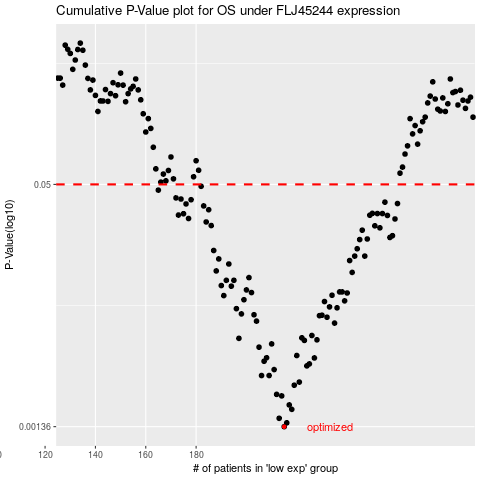 Cumulative P-Value plot for OS under FLJ45244 expression
P-Value(log10)
0.05
0.00136
optimized
0 120 140 160 180
# of patients in 'low exp' group